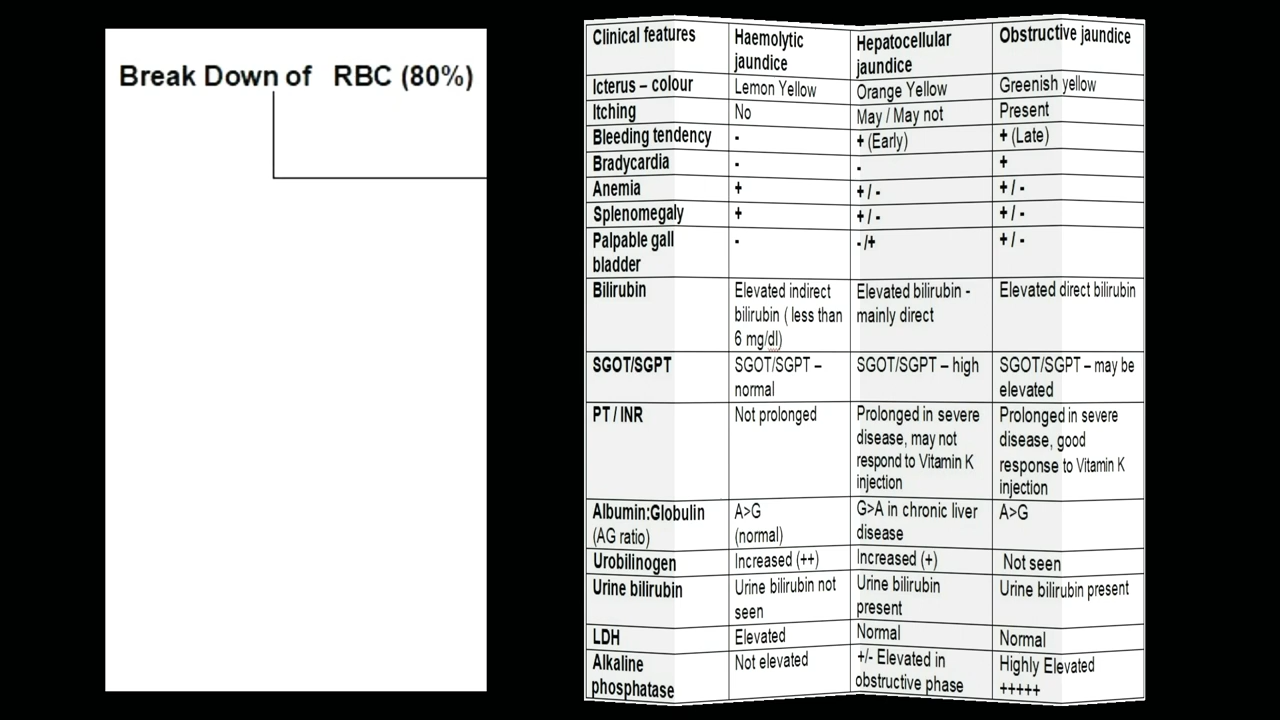 Break Down of RBC (80%)
Clinical features Haemolytic jaundice Hepatocellular jaundice Obstructive jaundice
Icterus – colour Lemon Yellow Orange Yellow Greenish yellow
Itching No May / May not Present
Bleeding tendency - + (Early) + (Late)
Bradycardia - - +
Anemia + + / - + / -
Splenomegaly + + / - + / -
Palpable gall bladder - - /+ + / -
Bilirubin Elevated indirect bilirubin ( less than 6 mg/dl) Elevated bilirubin - mainly direct Elevated direct bilirubin
SGOT/SGPT SGOT/SGPT – normal SGOT/SGPT – high SGOT/SGPT – may be elevated
PT / INR Not prolonged Prolonged in severe disease, may not respond to Vitamin K injection Prolonged in severe disease, good response to Vitamin K injection
Albumin:Globulin (AG ratio) A>G (normal) G>A in chronic liver disease A>G
Urobilinogen Increased (++) Increased (+) Not seen
Urine bilirubin Urine bilirubin not seen Urine bilirubin present Urine bilirubin present
LDH Elevated Normal Normal
Alkaline phosphatase Not elevated +/- Elevated in obstructive phase Highly Elevated +++++